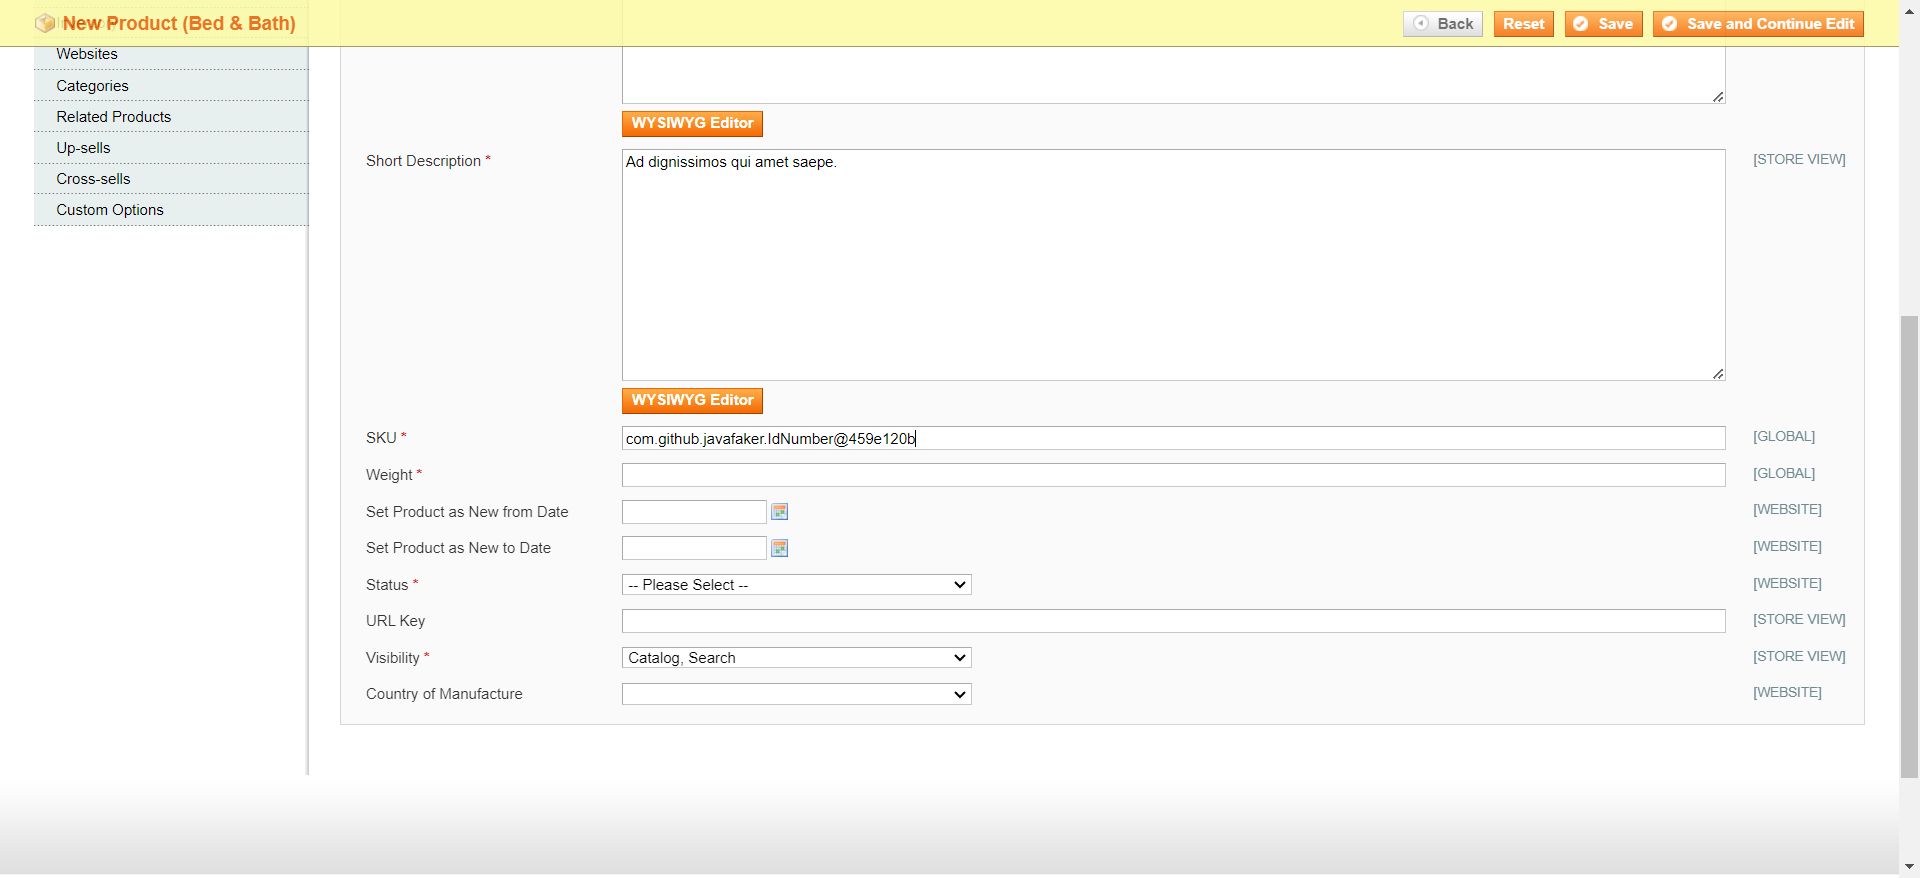 New Product (Bed & Bath)
Back
Reset
Save
Save and Continue Edit
Websites
Categories
Related Products
Up-sells
Cross-sells
Custom Options
WYSIWYG Editor
Short Description *
Ad dignissimos qui amet saepe.
[STORE VIEW]
WYSIWYG Editor
SKU *
com.github.javafaker.IdNumber@459e120b
[GLOBAL]
Weight *
[GLOBAL]
Set Product as New from Date
[WEBSITE]
Set Product as New to Date
[WEBSITE]
Status *
-- Please Select --
[WEBSITE]
URL Key
[STORE VIEW]
Visibility *
Catalog, Search
[STORE VIEW]
Country of Manufacture
[WEBSITE]